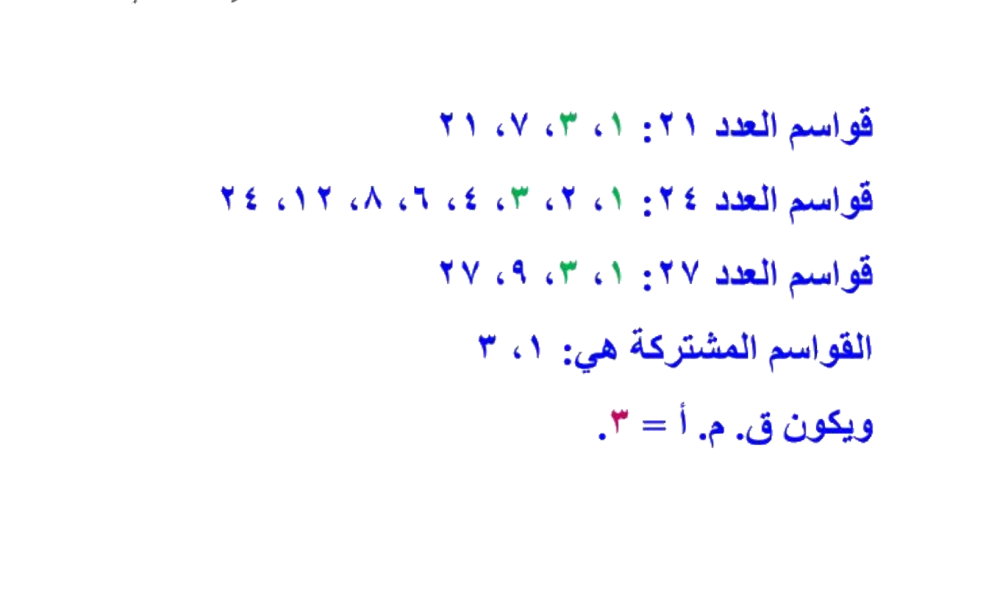 قواسم العدد ٢١: ١، ٣، ٧، ٢١
قواسم العدد ٢٤: ١، ٢، ٣، ٤، ٦، ٨، ١٢، ٢٤
قواسم العدد ٢٧: ١، ٣، ٩، ٢٧
القواسم المشتركة هي: ١، ٣
ويكون ق. م. أ = ٣.